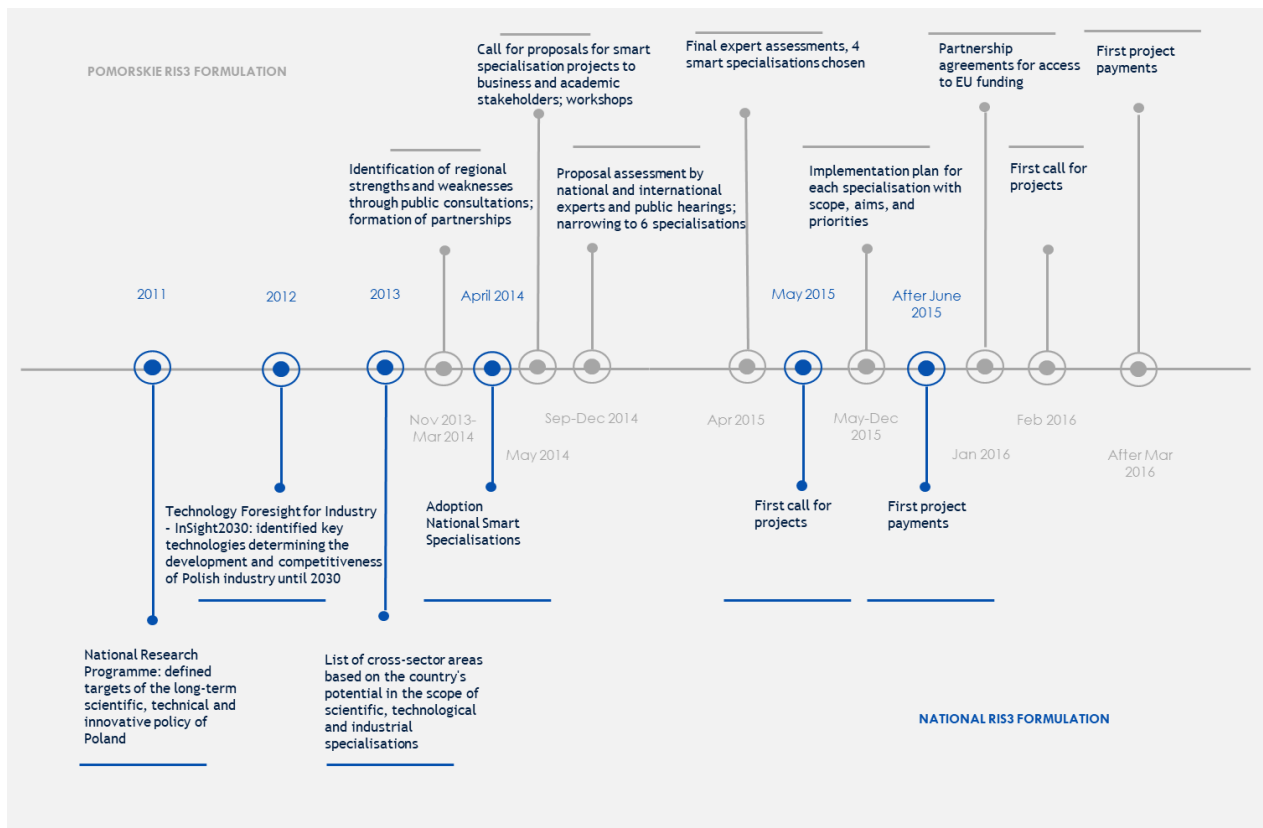 POMORSKIE RIS3 FORMULATION
Call for proposals for smart
specialisation projects to
business and academic
stakeholders; workshops
Final expert assessments, 4
smart specialisations chosen
Partnership
agreements for access
to EU funding
First project
payments
Identification of regional
strengths and weaknesses
through public consultations;
formation of partnerships
Proposal assessment by
national and international
experts and public hearings;
narrowing to 6 specialisations
Implementation plan for
each specialisation with
scope, aims, and
priorities
First call for
projects
2011
2012
2013
April 2014
May 2015
After June
2015
Nov 2013-
Mar 2014
May 2014
Sep-Dec 2014
Apr 2015
May-Dec
2015
Jan 2016
Feb 2016
After Mar
2016
Technology Foresight for Industry
- InSight2030: identified key
technologies determining the
development and competitiveness
of Polish industry until 2030
Adoption
National Smart
Specialisations
First call for
projects
First project
payments
National Research
Programme: defined
targets of the long-term
scientific, technical and
innovative policy of
Poland
List of cross-sector areas
based on the country's
potential in the scope of
scientific, technological
and industrial
specialisations
NATIONAL RIS3 FORMULATION